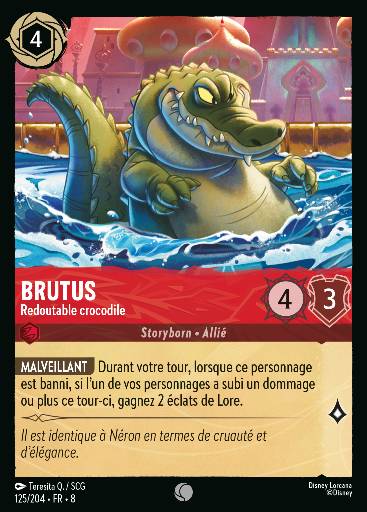 4
BRUTUS
Redoutable crocodile
4
3
Storyborn • Allié
MALVEILLANT Durant votre tour, lorsque ce personnage
est banni, si l'un de vos personnages a subi un dommage
ou plus ce tour-ci, gagnez 2 éclats de Lore.
Il est identique à Néron en termes de cruauté et
d'élégance.
Teresita Q. / SCG
125/204 • FR • 8
Disney Lorcana
©Disney